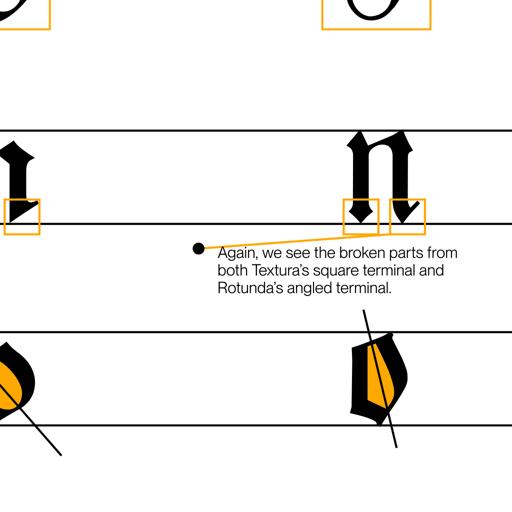 n
Again, we see the broken parts from
both Textura's square terminal and
Rotunda's angled terminal.